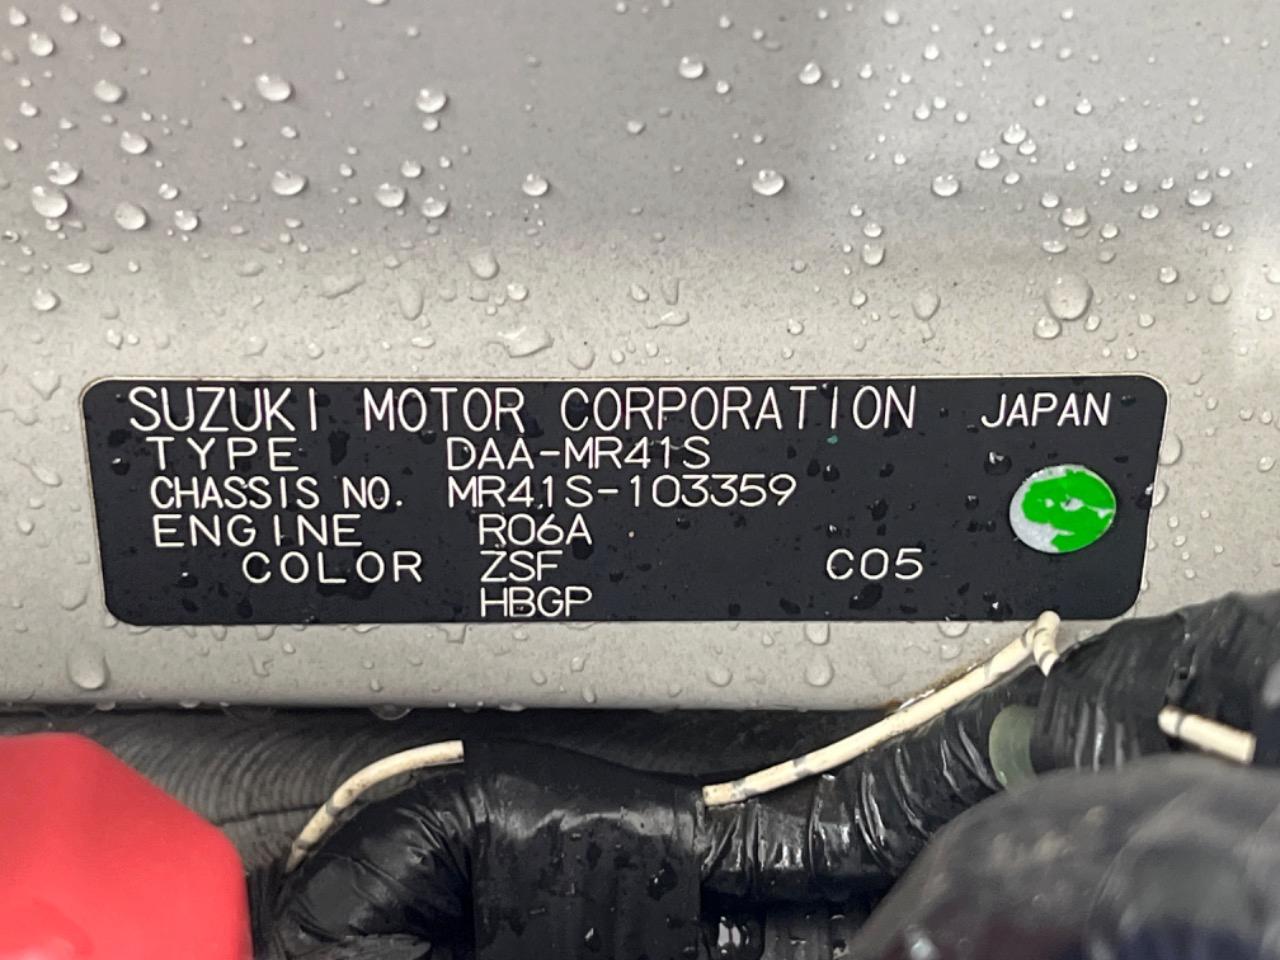 SUZUKI MOTOR CORPORATION JAPAN
TYPE DAA-MR41S
CHASSIS NO. MR41S-103359
ENGINE R06A
COLOR ZSF C05
HBGP